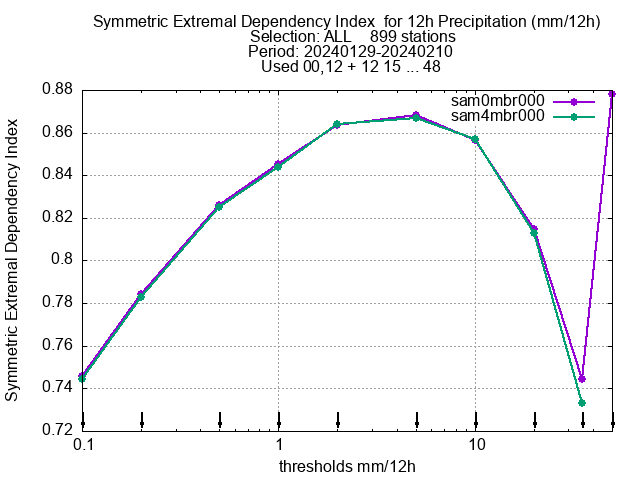 Symmetric Extremal Dependency Index  for 12h Precipitation (mm/12h)
Selection: ALL    899 stations
Period: 20240129-20240210
Used 00,12 + 12 15 ... 48
sam0mbr000
sam4mbr000
Symmetric Extremal Dependency Index
0.88
0.86
0.84
0.82
0.8
0.78
0.76
0.74
0.72
0.1
1
10
thresholds mm/12h